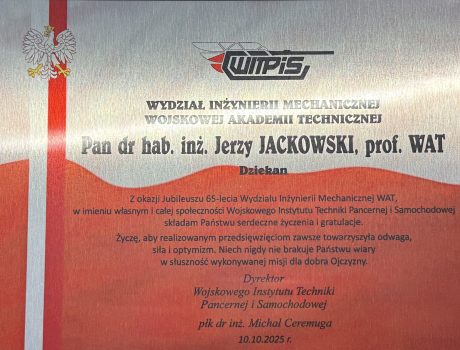 WITPiS
WYDZIAŁ INŻYNIERII MECHANICZNEJ
WOJSKOWEJ AKADEMII TECHNICZNEJ
Pan dr hab. inż. Jerzy JACKOWSKI, prof. WAT
Dziekan
Z okazji Jubileuszu 65-lecia Wydziału Inżynierii Mechanicznej WAT,
w imieniu własnym i całej społeczności Wojskowego Instytutu Techniki Pancernej i Samochodowej
składam Państwu serdeczne życzenia i gratulacje.
Życzę, aby realizowanym przedsięwzięciom zawsze towarzyszyła odwaga,
siła i optymizm. Niech nigdy nie brakuje Państwu wiary
w słuszność wykonywanej misji dla dobra Ojczyzny.
Dyrektor
Wojskowego Instytutu Techniki
Pancernej i Samochodowej
płk dr inż. Michał Ceremuga
10.10.2025 r.